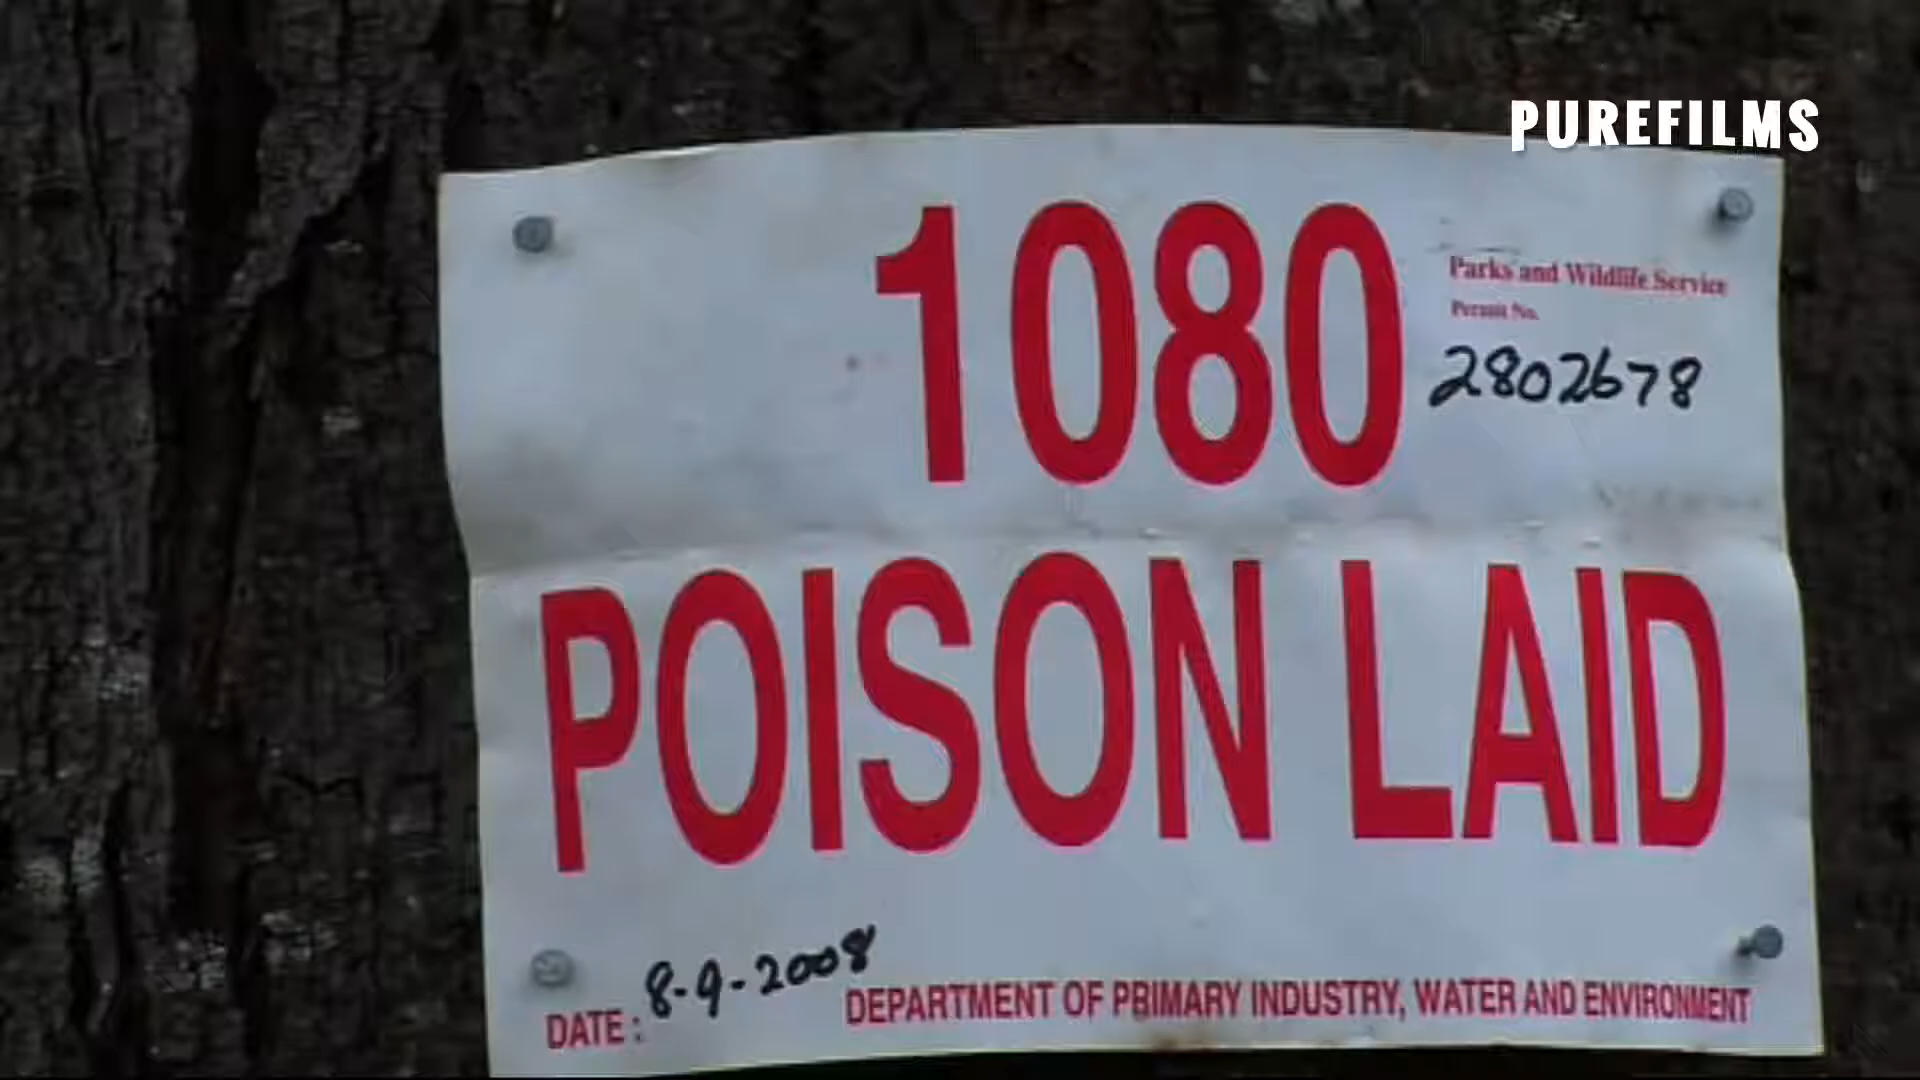 PUREFILMS
1080
Parks and Wildlife Service
Permit No.
2802678
POISON LAID
DATE: 8-9-2008
DEPARTMENT OF PRIMARY INDUSTRY, WATER AND ENVIRONMENT